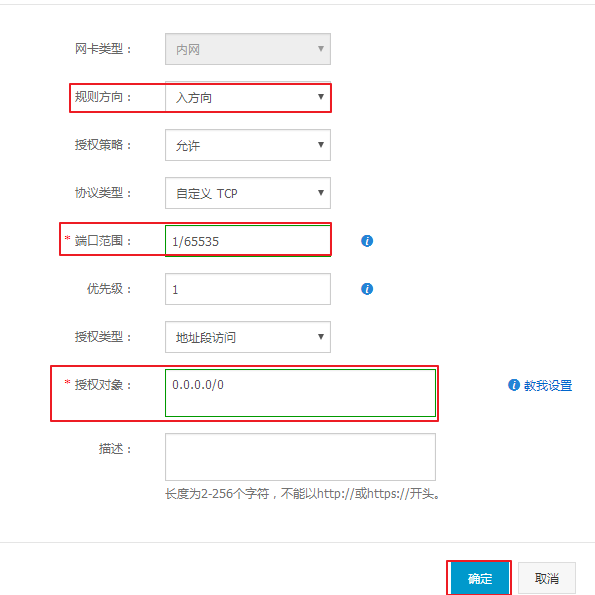 网卡类型： 内网
规则方向： 入方向
授权策略： 允许
协议类型： 自定义 TCP
* 端口范围： 1/65535
优先级： 1
授权类型： 地址段访问
* 授权对象： 0.0.0.0/0 教我设置
描述：
长度为2-256个字符，不能以http://或https://开头。
确定 取消